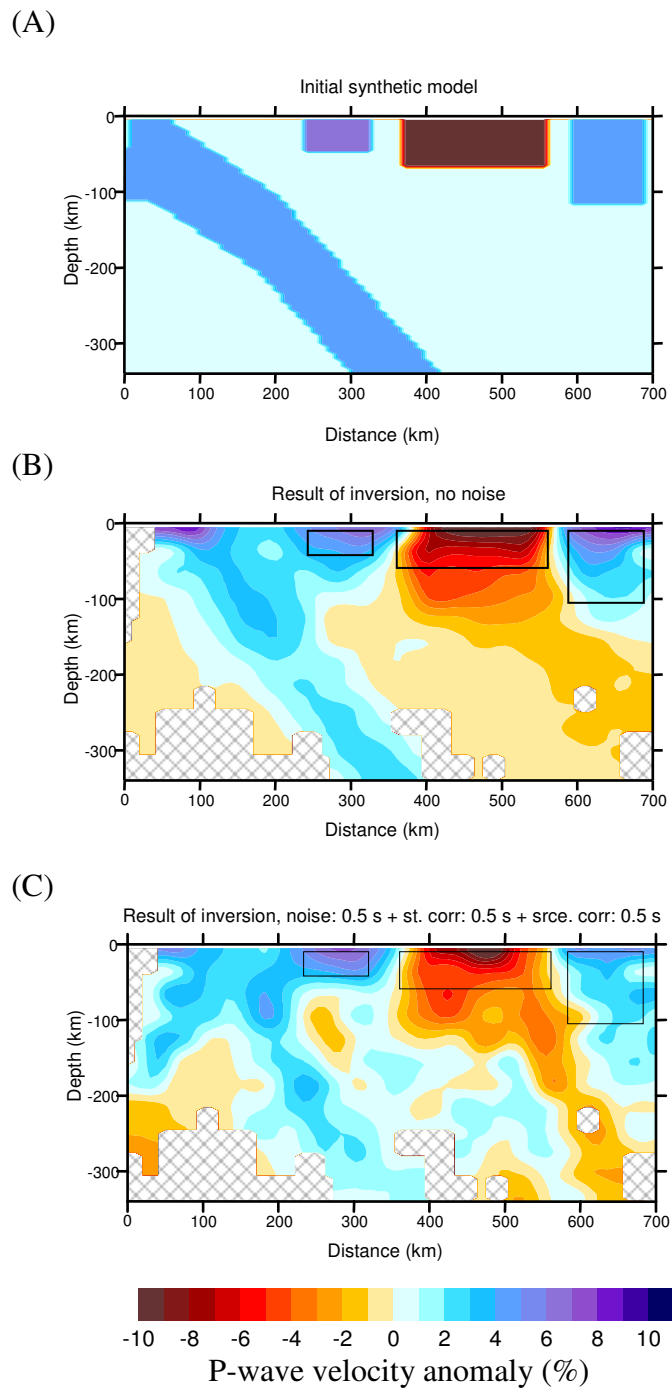 (A)
Initial synthetic model
0
-100
-200
-300
Depth (km)
0 100 200 300 400 500 600 700
Distance (km)
(B)
Result of inversion, no noise
0
-100
-200
-300
Depth (km)
0 100 200 300 400 500 600 700
Distance (km)
(C)
Result of inversion, noise: 0.5 s + st. corr: 0.5 s + srce. corr: 0.5 s
0
-100
-200
-300
Depth (km)
0 100 200 300 400 500 600 700
Distance (km)
-10 -8 -6 -4 -2 0 2 4 6 8 10
P-wave velocity anomaly (%)